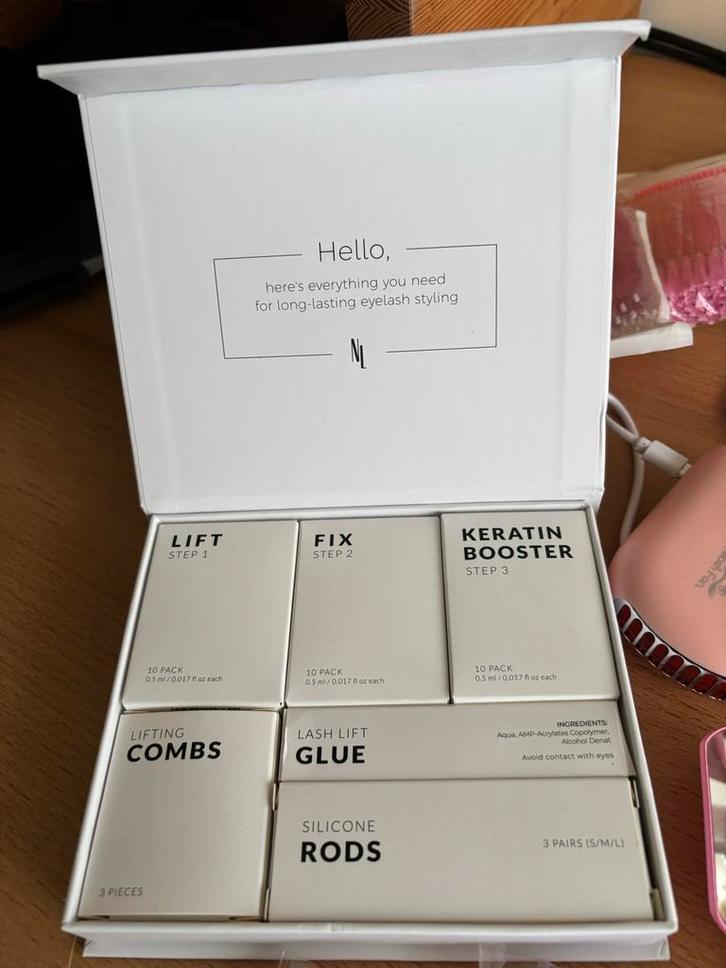 Hello,
here's everything you need
for long-lasting eyelash styling
NL
LIFT
STEP 1
10 PACK
0.5 ml / 0.017 fl oz each
FIX
STEP 2
10 PACK
0.5 ml / 0.017 fl oz each
KERATIN
BOOSTER
STEP 3
10 PACK
0.5 ml / 0.017 fl oz each
LIFTING
COMBS
3 PIECES
LASH LIFT
GLUE
INGREDIENTS:
Aqua, AMP-Acrylates Copolymer,
Alcohol Denat
Avoid contact with eyes
SILICONE
RODS
3 PAIRS (S/M/L)